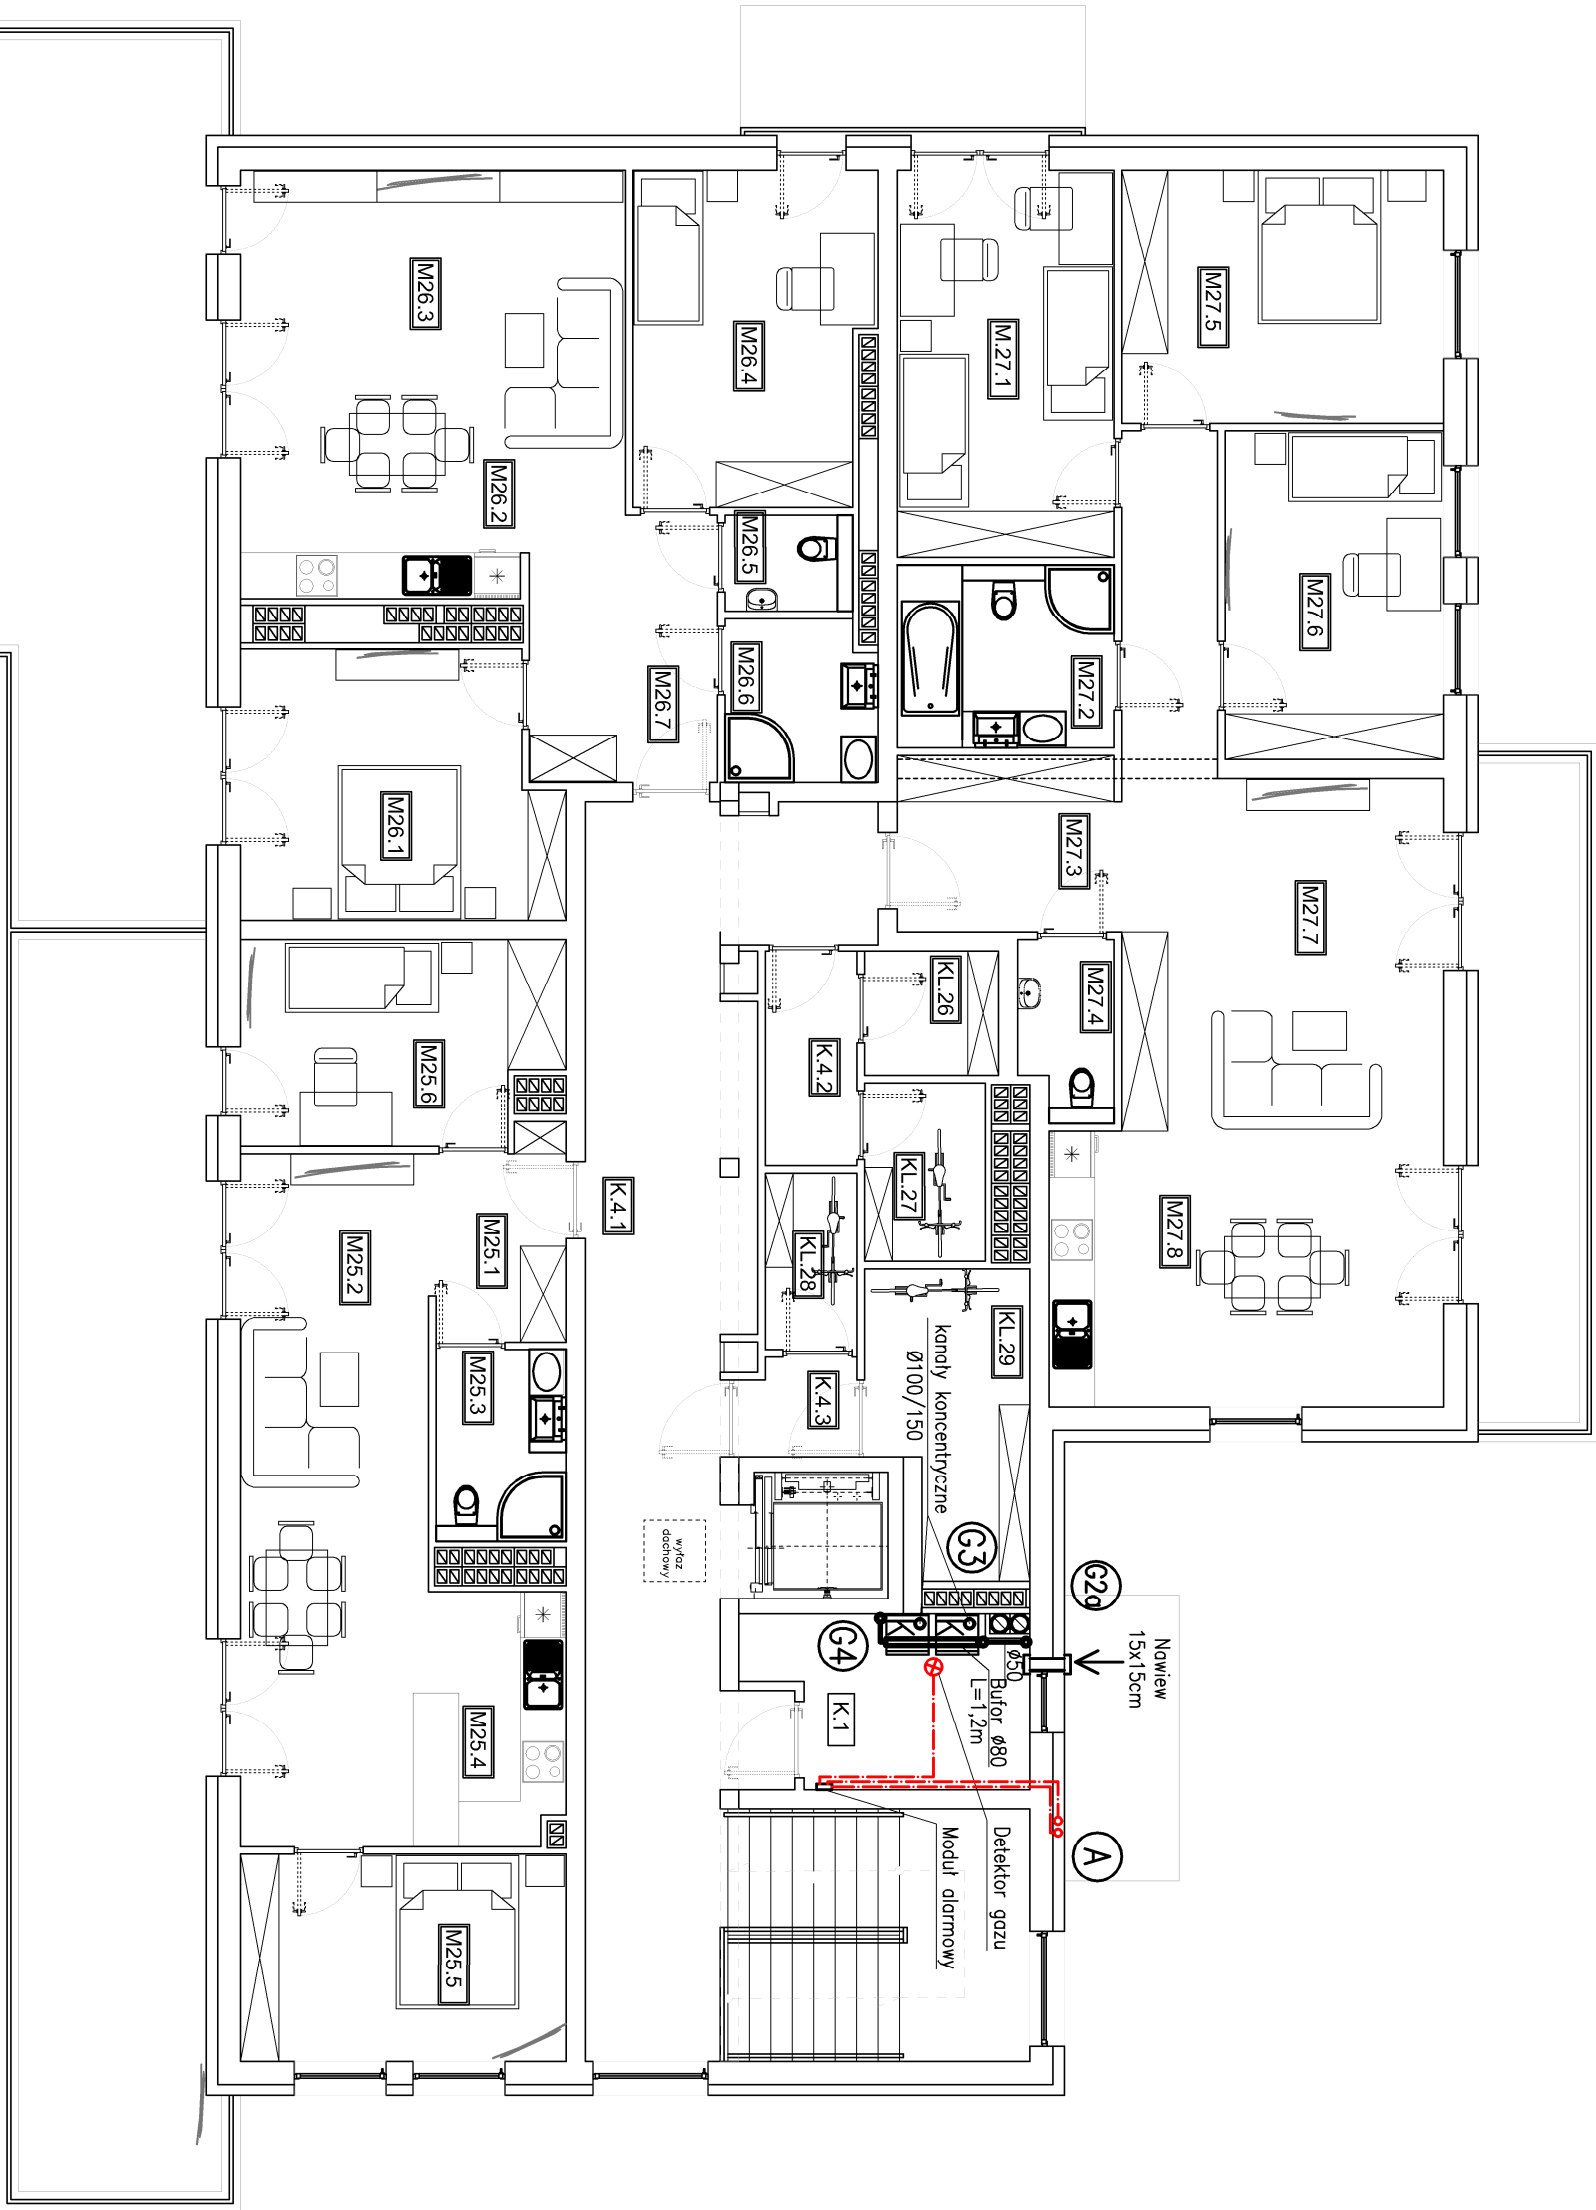 M27.5
M27.6
M27.7
M27.8
M.27.1
M27.2
M27.3
M27.4
M26.4
M26.5
M26.6
M26.7
M26.3
M26.2
M26.1
KL.26
K.4.2
KL.27
KL.28
KL.29
K.4.3
K.4.1
M25.6
M25.1
M25.2
M25.3
M25.4
M25.5
kanały koncentryczne
Ø100/150
G3
G2a
G4
Nawiew
15x15cm
ø50
Bufor ø80
L=1,2m
K
K
K.1
wyłaz
dachowy
A
Detektor gazu
Moduł alarmowy